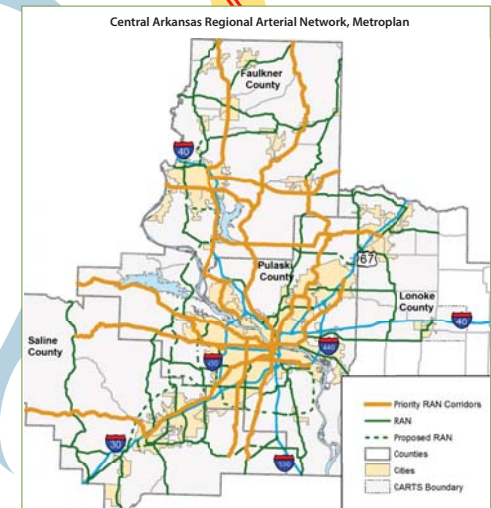 Central Arkansas Regional Arterial Network, Metroplan
Faulkner
County
40
67
Pulaski
County
Lonoke
County
40
Saline
County
440
430
30
530
Priority RAN Corridors
RAN
Proposed RAN
Counties
Cities
CARTS Boundary